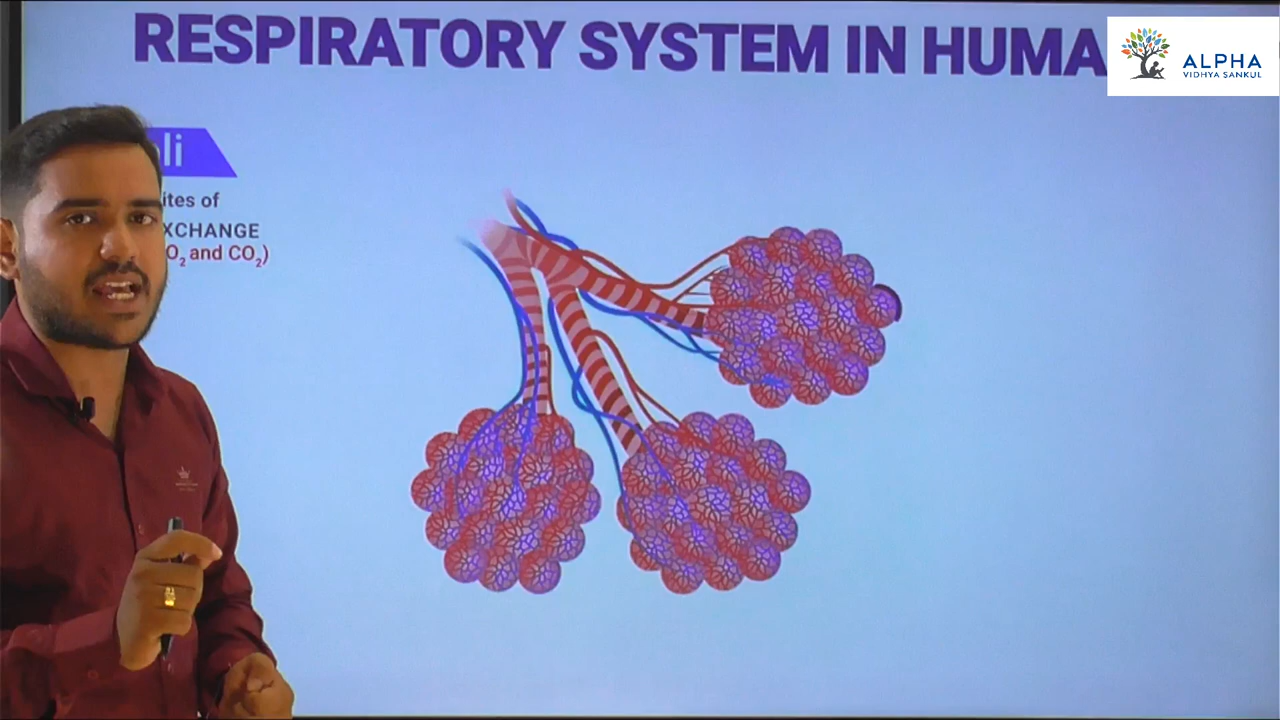 RESPIRATORY SYSTEM IN HUMA
ALPHA
VIDHYA SANKUL
li
ites of
XCHANGE
O₂ and CO₂)